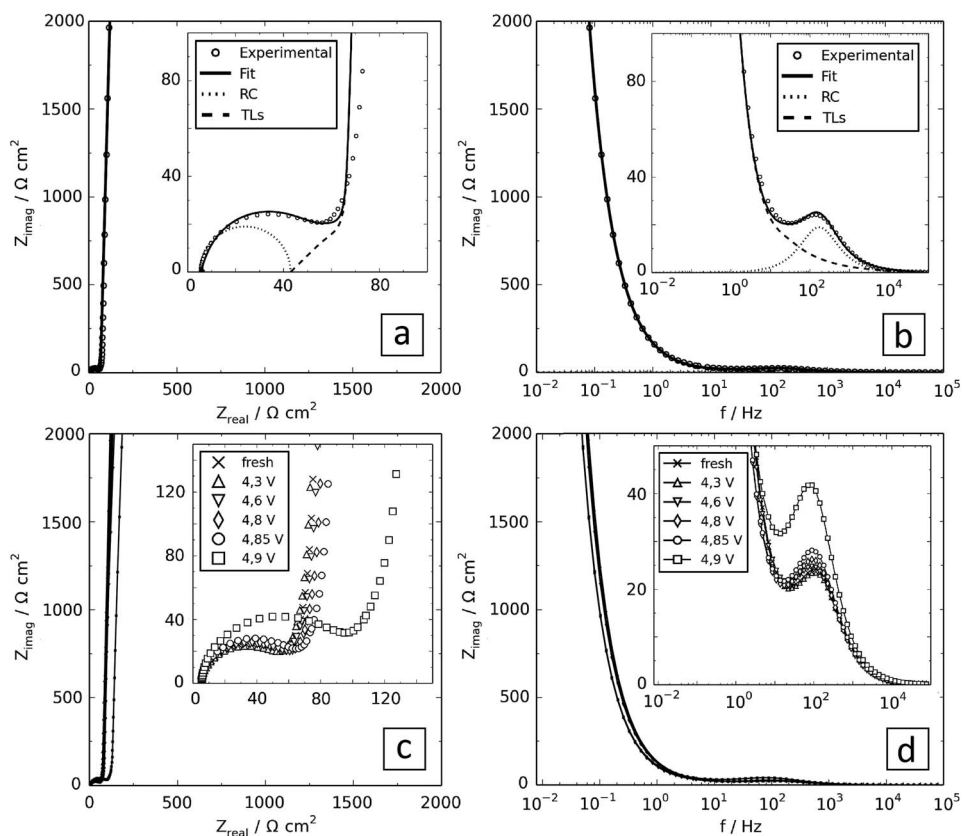 2000
1500
1000
500
0
Z_imag / Ω cm²
80
40
0
Experimental
Fit
RC
TLs
0 40 80
a
0 500 1000 1500 2000
Z_real / Ω cm²
2000
1500
1000
500
0
Z_imag / Ω cm²
80
40
0
Experimental
Fit
RC
TLs
10⁻² 10⁰ 10² 10⁴
b
10⁻² 10⁻¹ 10⁰ 10¹ 10² 10³ 10⁴ 10⁵
f / Hz
2000
1500
1000
500
0
Z_imag / Ω cm²
120
80
40
0
fresh
4,3 V
4,6 V
4,8 V
4,85 V
4,9 V
0 40 80 120
c
0 500 1000 1500 2000
Z_real / Ω cm²
2000
1500
1000
500
0
Z_imag / Ω cm²
40
20
0
fresh
4,3 V
4,6 V
4,8 V
4,85 V
4,9 V
10⁻² 10⁰ 10² 10⁴
d
10⁻² 10⁻¹ 10⁰ 10¹ 10² 10³ 10⁴ 10⁵
f / Hz